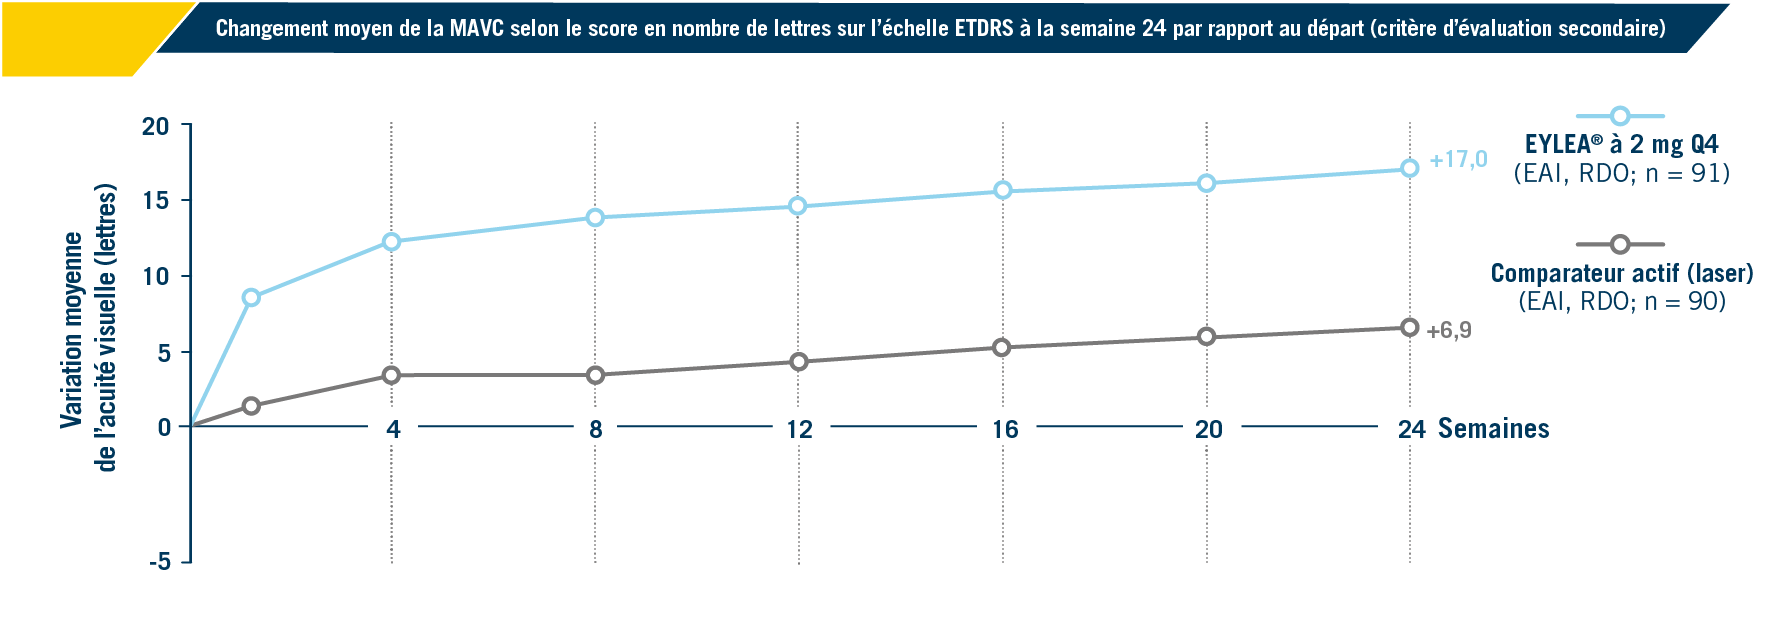 Changement moyen de la MAVC selon le score en nombre de lettres sur l’échelle ETDRS à la semaine 24 par rapport au départ (critère d’évaluation secondaire)
Variation moyenne
de l’acuité visuelle (lettres)
20
15
10
5
0
-5
4
8
12
16
20
24
Semaines
+17,0
+6,9
EYLEA® à 2 mg Q4
(EAI, RDO; n = 91)
Comparateur actif (laser)
(EAI, RDO; n = 90)